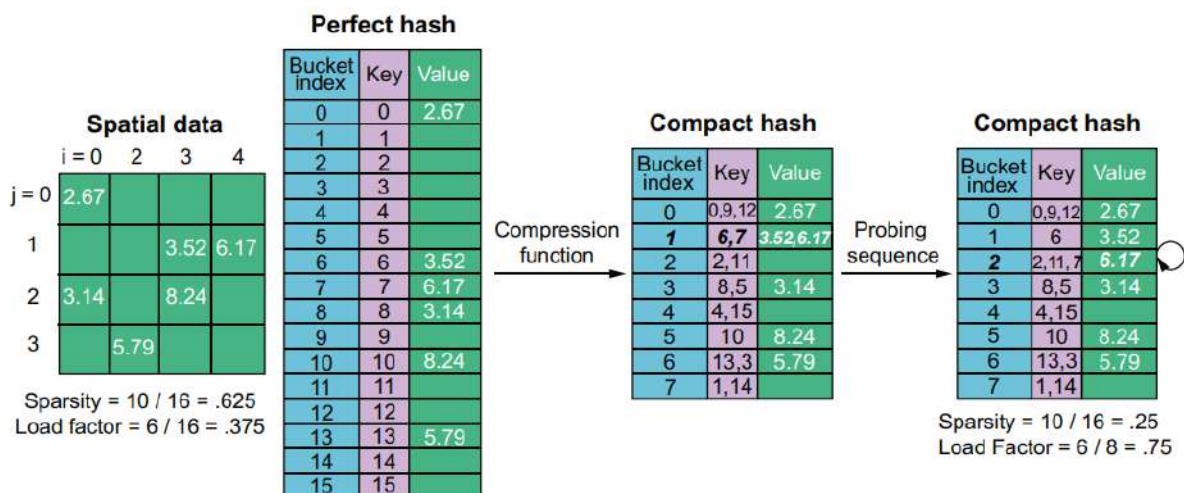 Perfect hash
Bucket index Key Value
0 0 2.67
1 1
2 2
3 3
4 4
5 5
6 6 3.52
7 7 6.17
8 8 3.14
9 9
10 10 8.24
11 11
12 12
13 13 5.79
14 14
15 15
Spatial data
i = 0 2 3 4
j = 0 2.67
1 3.52 6.17
2 3.14 8.24
3 5.79
Sparsity = 10 / 16 = .625
Load factor = 6 / 16 = .375
Compression
function
Compact hash
Bucket index Key Value
0 0,9,12 2.67
1 6,7 3.52,6.17
2 2,11
3 8,5 3.14
4 4,15
5 10 8.24
6 13,3 5.79
7 1,14
Probing
sequence
Compact hash
Bucket index Key Value
0 0,9,12 2.67
1 6 3.52
2 2,11,7 6.17
3 8,5 3.14
4 4,15
5 10 8.24
6 13,3 5.79
7 1,14
Sparsity = 10 / 16 = .25
Load Factor = 6 / 8 = .75